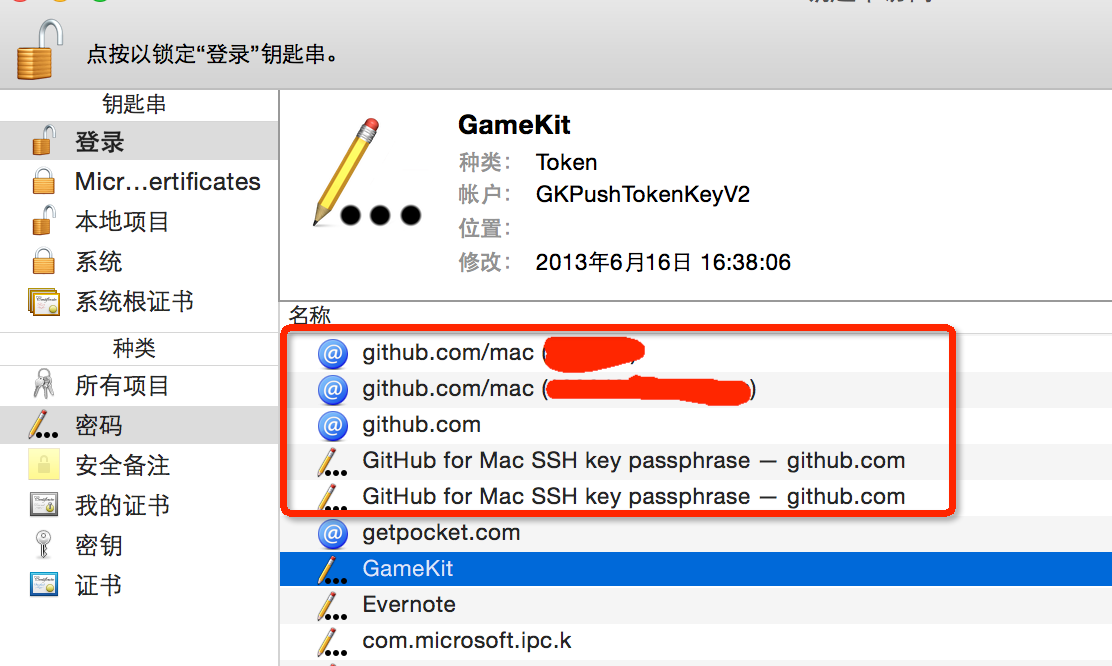 点按以锁定“登录”钥匙串。
钥匙串
登录
Micr...ertificates
本地项目
系统
系统根证书
种类
所有项目
密码
安全备注
我的证书
密钥
证书
GameKit
种类： Token
帐户： GKPushTokenKeyV2
位置：
修改： 2013年6月16日 16:38:06
名称
github.com/mac (
github.com/mac ( )
github.com
GitHub for Mac SSH key passphrase — github.com
GitHub for Mac SSH key passphrase — github.com
getpocket.com
GameKit
Evernote
com.microsoft.ipc.k